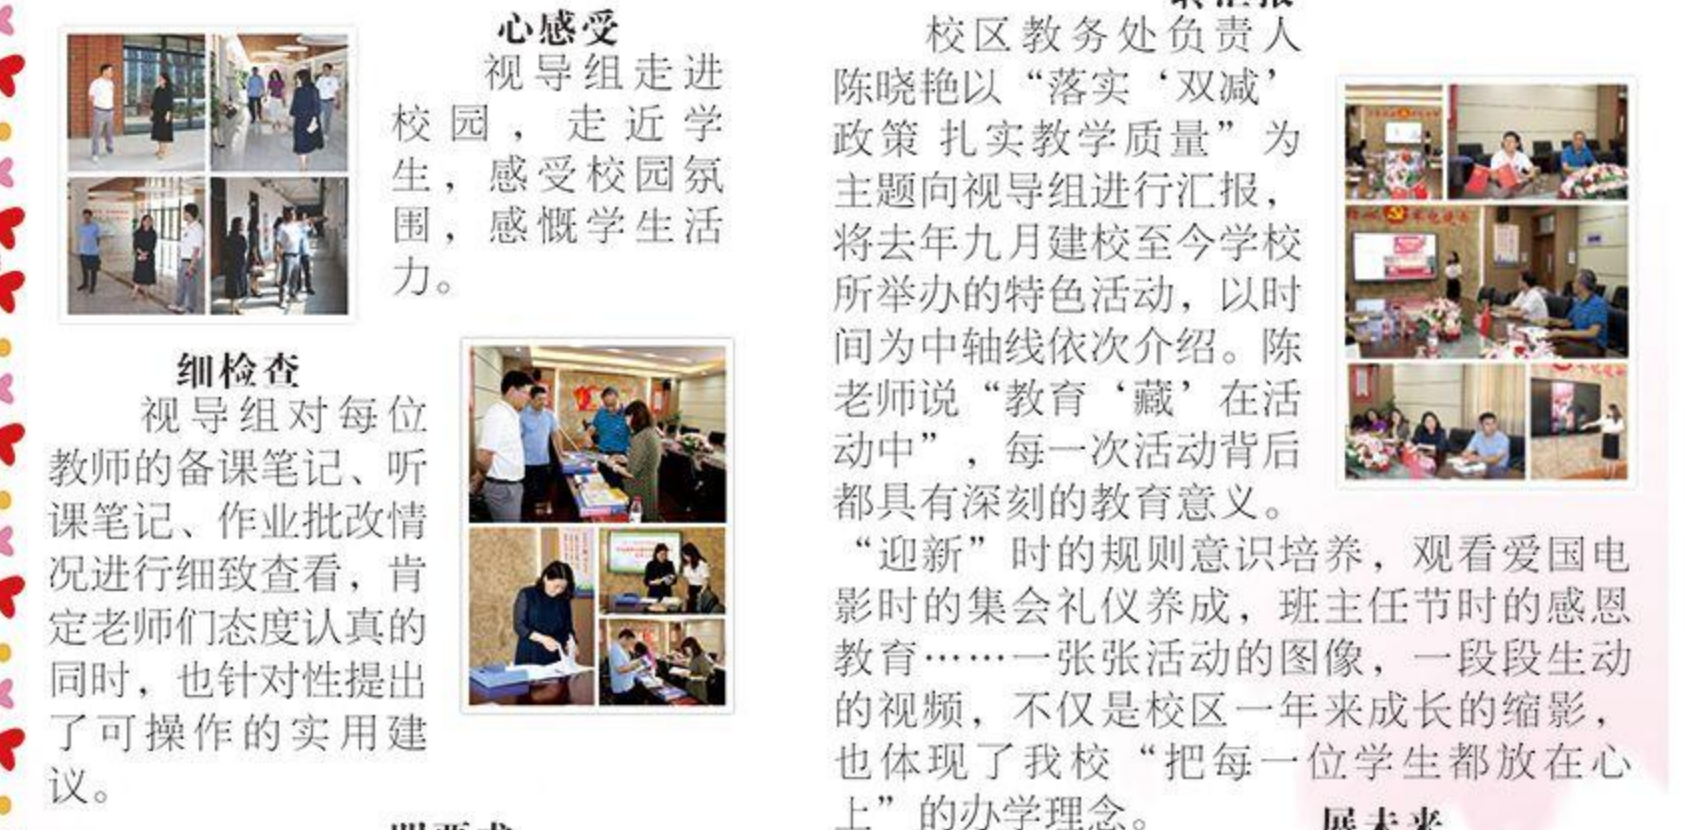 心感受
视导组走进
校园，走近学
生，感受校园氛
围，感慨学生活
力。
细检查
视导组对每位
教师的备课笔记、听
课笔记、作业批改情
况进行细致查看，肯
定老师们态度认真的
同时，也针对性提出
了可操作的实用建
议。
校区教务处负责人
陈晓艳以“落实‘双减’
政策 扎实教学质量”为
主题向视导组进行汇报，
将去年九月建校至今学校
所举办的特色活动，以时
间为中轴线依次介绍。陈
老师说“教育‘藏’在活
动中”，每一次活动背后
都具有深刻的教育意义。
“迎新”时的规则意识培养，观看爱国电
影时的集会礼仪养成，班主任节时的感恩
教育……一张张活动的图像，一段段生动
的视频，不仅是校区一年来成长的缩影，
也体现了我校“把每一位学生都放在心
上”的办学理念。
展未来